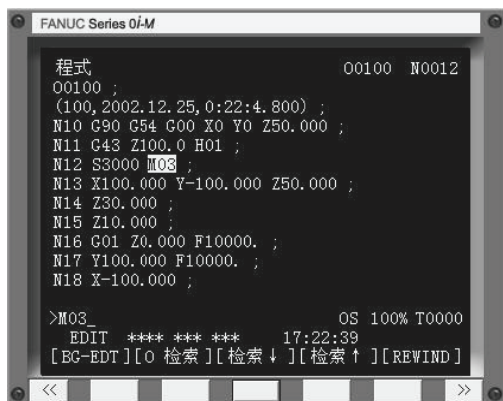 FANUC Series 0i-M
程式 O0100 N0012
O0100 ;
(100,2002.12.25,0:22:4.800) ;
N10 G90 G54 G00 X0 Y0 Z50.000 ;
N11 G43 Z100.0 H01 ;
N12 S3000 M03 ;
N13 X100.000 Y-100.000 Z50.000 ;
N14 Z30.000 ;
N15 Z10.000 ;
N16 G01 Z0.000 F10000. ;
N17 Y100.000 F10000. ;
N18 X-100.000 ;
>M03_ OS 100% T0000
EDIT **** *** *** 17:22:39
[BG-EDT][O 检索][检索↓][检索↑][REWIND]
<< >>